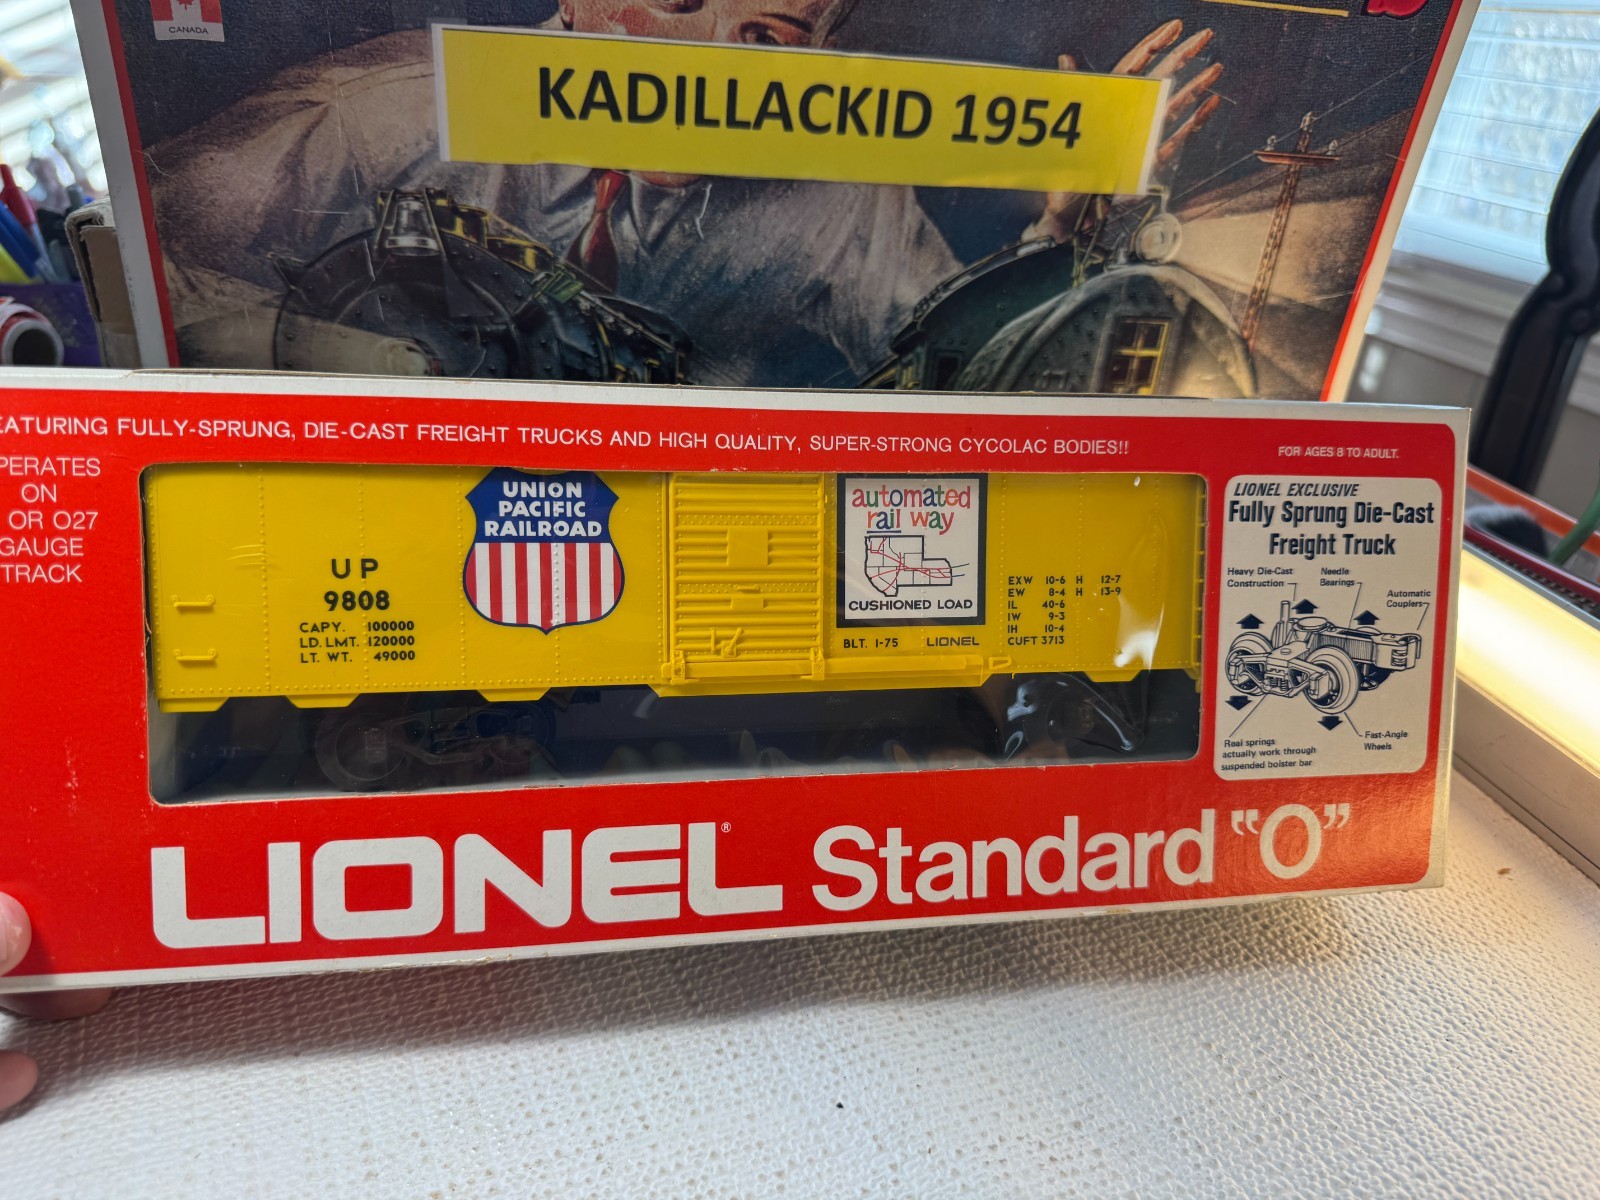 CANADA
KADILLACKID 1954
EATURING FULLY-SPRUNG, DIE-CAST FREIGHT TRUCKS AND HIGH QUALITY, SUPER-STRONG CYCOLAC BODIES!!
FOR AGES 8 TO ADULT.
PERATES
ON
OR O27
GAUGE
TRACK
UNION
PACIFIC
RAILROAD
UP
9808
CAPY. 100000
LD. LMT. 120000
LT. WT. 49000
automated
rail way
CUSHIONED LOAD
BLT. 1-75 LIONEL
EXW 10-6 H 12-7
EW 8-4 H 13-9
IL 40-6
IW 9-3
IH 10-4
CUFT 3713
LIONEL EXCLUSIVE
Fully Sprung Die-Cast
Freight Truck
Heavy Die-Cast
Construction
Needle
Bearings
Automatic
Couplers
Real springs
actually work through
suspended bolster bar
Fast-Angle
Wheels
LIONEL® Standard "O"